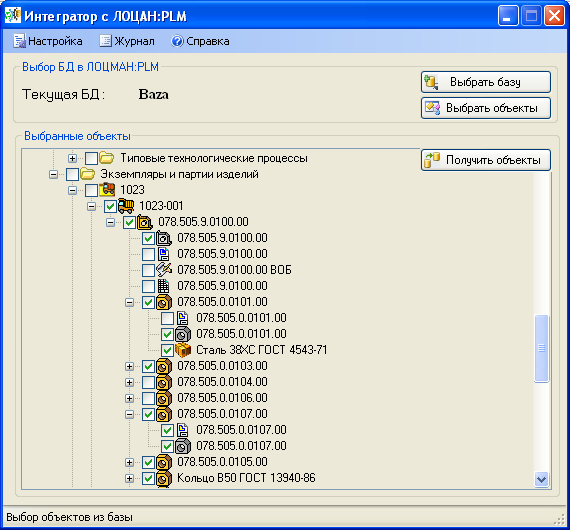 Интегратор с ЛОЦАН:PLM
Настройка Журнал Справка
Выбор БД в ЛОЦМАН:PLM
Текущая БД: Baza
Выбрать базу
Выбрать объекты
Выбранные объекты
Получить объекты
Типовые технологические процессы
Экземпляры и партии изделий
1023
1023-001
078.505.9.0100.00
078.505.9.0100.00
078.505.9.0100.00
078.505.9.0100.00 ВОБ
078.505.9.0100.00
078.505.0.0101.00
078.505.0.0101.00
078.505.0.0101.00
Сталь 38ХС ГОСТ 4543-71
078.505.0.0103.00
078.505.0.0104.00
078.505.0.0106.00
078.505.0.0107.00
078.505.0.0107.00
078.505.0.0107.00
078.505.0.0105.00
Кольцо В50 ГОСТ 13940-86
Выбор объектов из базы